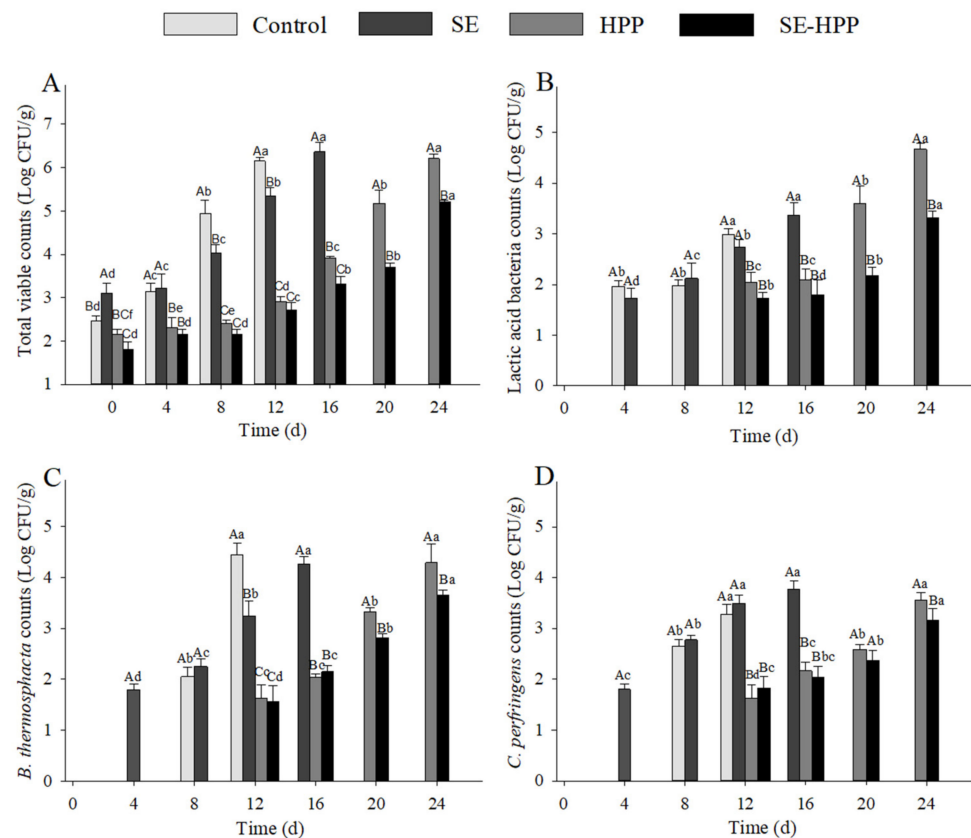 Control SE HPP SE-HPP
A
Total viable counts (Log CFU/g)
7
6
5
4
3
2
1
Bd Ad BCf Cd
Ac Ac Be Bd
Ab Bc Ce Cd
Aa Bb Cd Cc
Aa Bc Cb
Ab Bb
Aa Ba
0 4 8 12 16 20 24
Time (d)
B
Lactic acid bacteria counts (Log CFU/g)
5
4
3
2
1
0
Ab Ad
Ab Ac
Aa Ab Bc Bb
Aa Bc Bd
Ab Bb
Aa Ba
0 4 8 12 16 20 24
Time (d)
C
B. thermosphacta counts (Log CFU/g)
5
4
3
2
1
0
Ad
Ab Ac
Aa Bb Cc Cd
Aa Bc Bc
Ab Bb
Aa Ba
0 4 8 12 16 20 24
Time (d)
D
C. perfringens counts (Log CFU/g)
5
4
3
2
1
0
Ac
Ab Ab
Aa Aa Bd Bc
Aa Bc Bbc
Ab Ab
Aa Ba
0 4 8 12 16 20 24
Time (d)